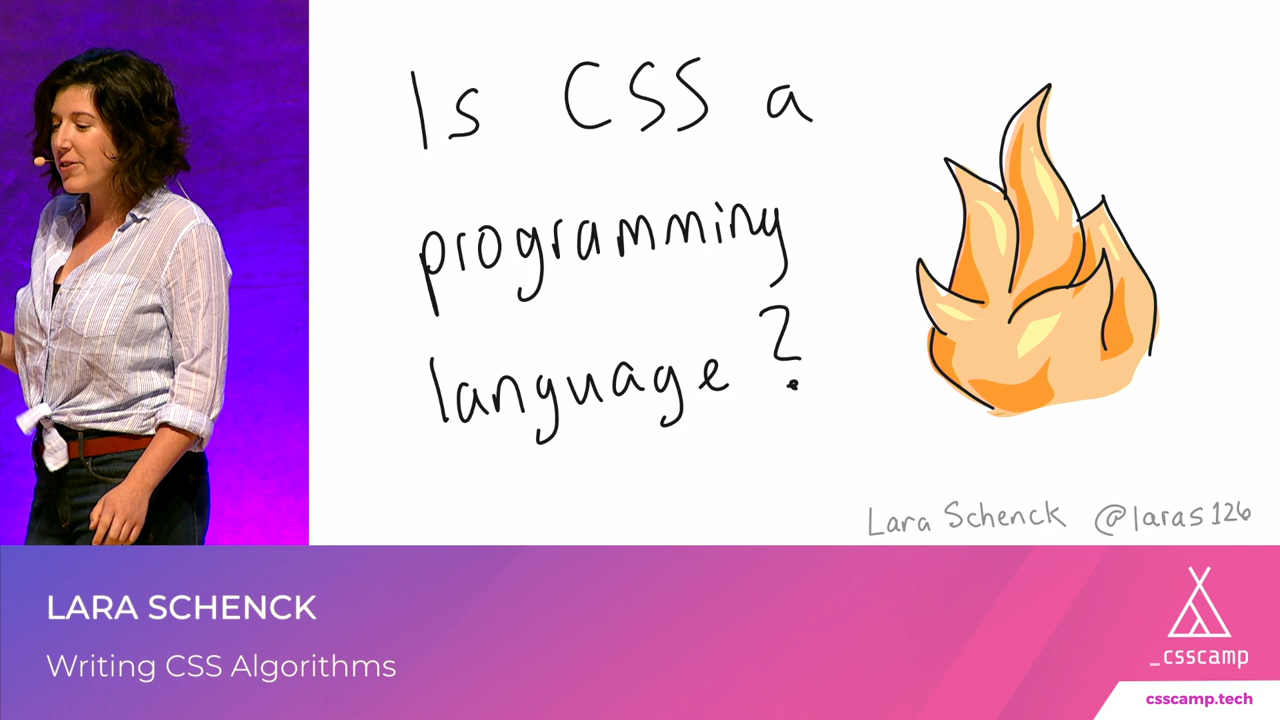 Is CSS a
programming
language?
Lara Schenck @laras126
LARA SCHENCK
Writing CSS Algorithms
_csscamp
csscamp.tech